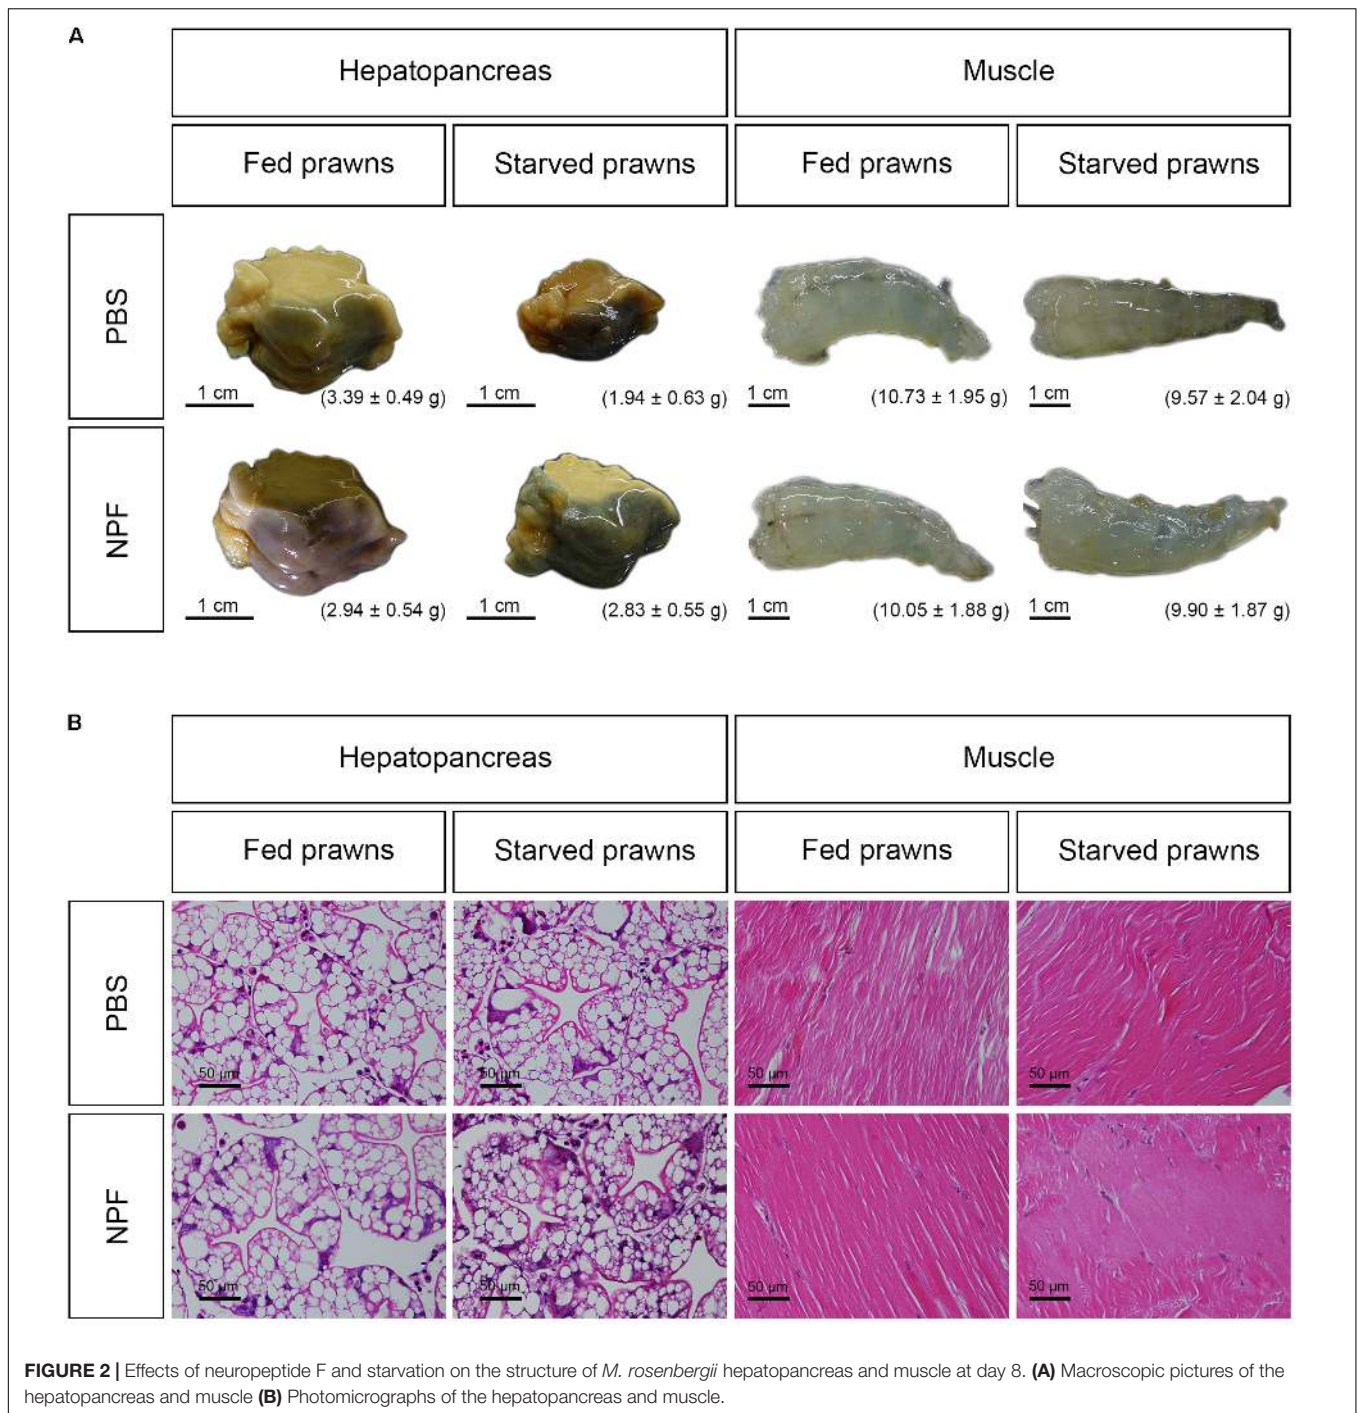 A
Hepatopancreas
Muscle
Fed prawns
Starved prawns
Fed prawns
Starved prawns
PBS
1 cm
(3.39 ± 0.49 g)
1 cm
(1.94 ± 0.63 g)
1 cm
(10.73 ± 1.95 g)
1 cm
(9.57 ± 2.04 g)
NPF
1 cm
(2.94 ± 0.54 g)
1 cm
(2.83 ± 0.55 g)
1 cm
(10.05 ± 1.88 g)
1 cm
(9.90 ± 1.87 g)
B
Hepatopancreas
Muscle
Fed prawns
Starved prawns
Fed prawns
Starved prawns
PBS
50 µm
50 µm
50 µm
50 µm
NPF
50 µm
50 µm
50 µm
50 µm
FIGURE 2 | Effects of neuropeptide F and starvation on the structure of M. rosenbergii hepatopancreas and muscle at day 8. (A) Macroscopic pictures of the
hepatopancreas and muscle (B) Photomicrographs of the hepatopancreas and muscle.